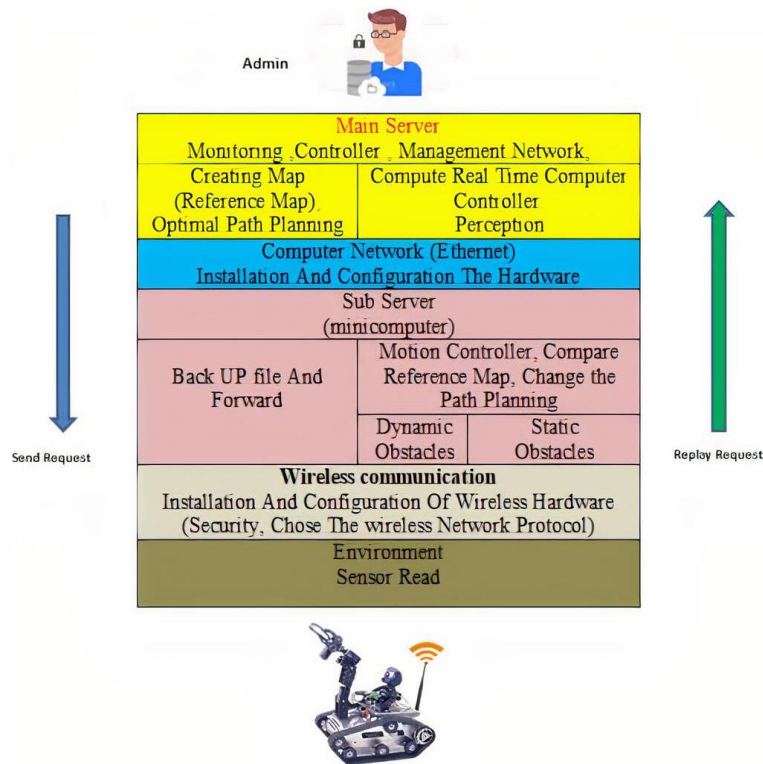 Admin
Main Server
Monitoring ,Controller , Management Network,
Creating Map
(Reference Map),
Optimal Path Planning
Compute Real Time Computer
Controller
Perception
Computer Network (Ethernet)
Installation And Configuration The Hardware
Sub Server
(minicomputer)
Back UP file And
Forward
Motion Controller, Compare
Reference Map, Change the
Path Planning
Dynamic
Obstacles
Static
Obstacles
Wireless communication
Installation And Configuration Of Wireless Hardware
(Security, Chose The wireless Network Protocol)
Environment
Sensor Read
Send Request
Replay Request